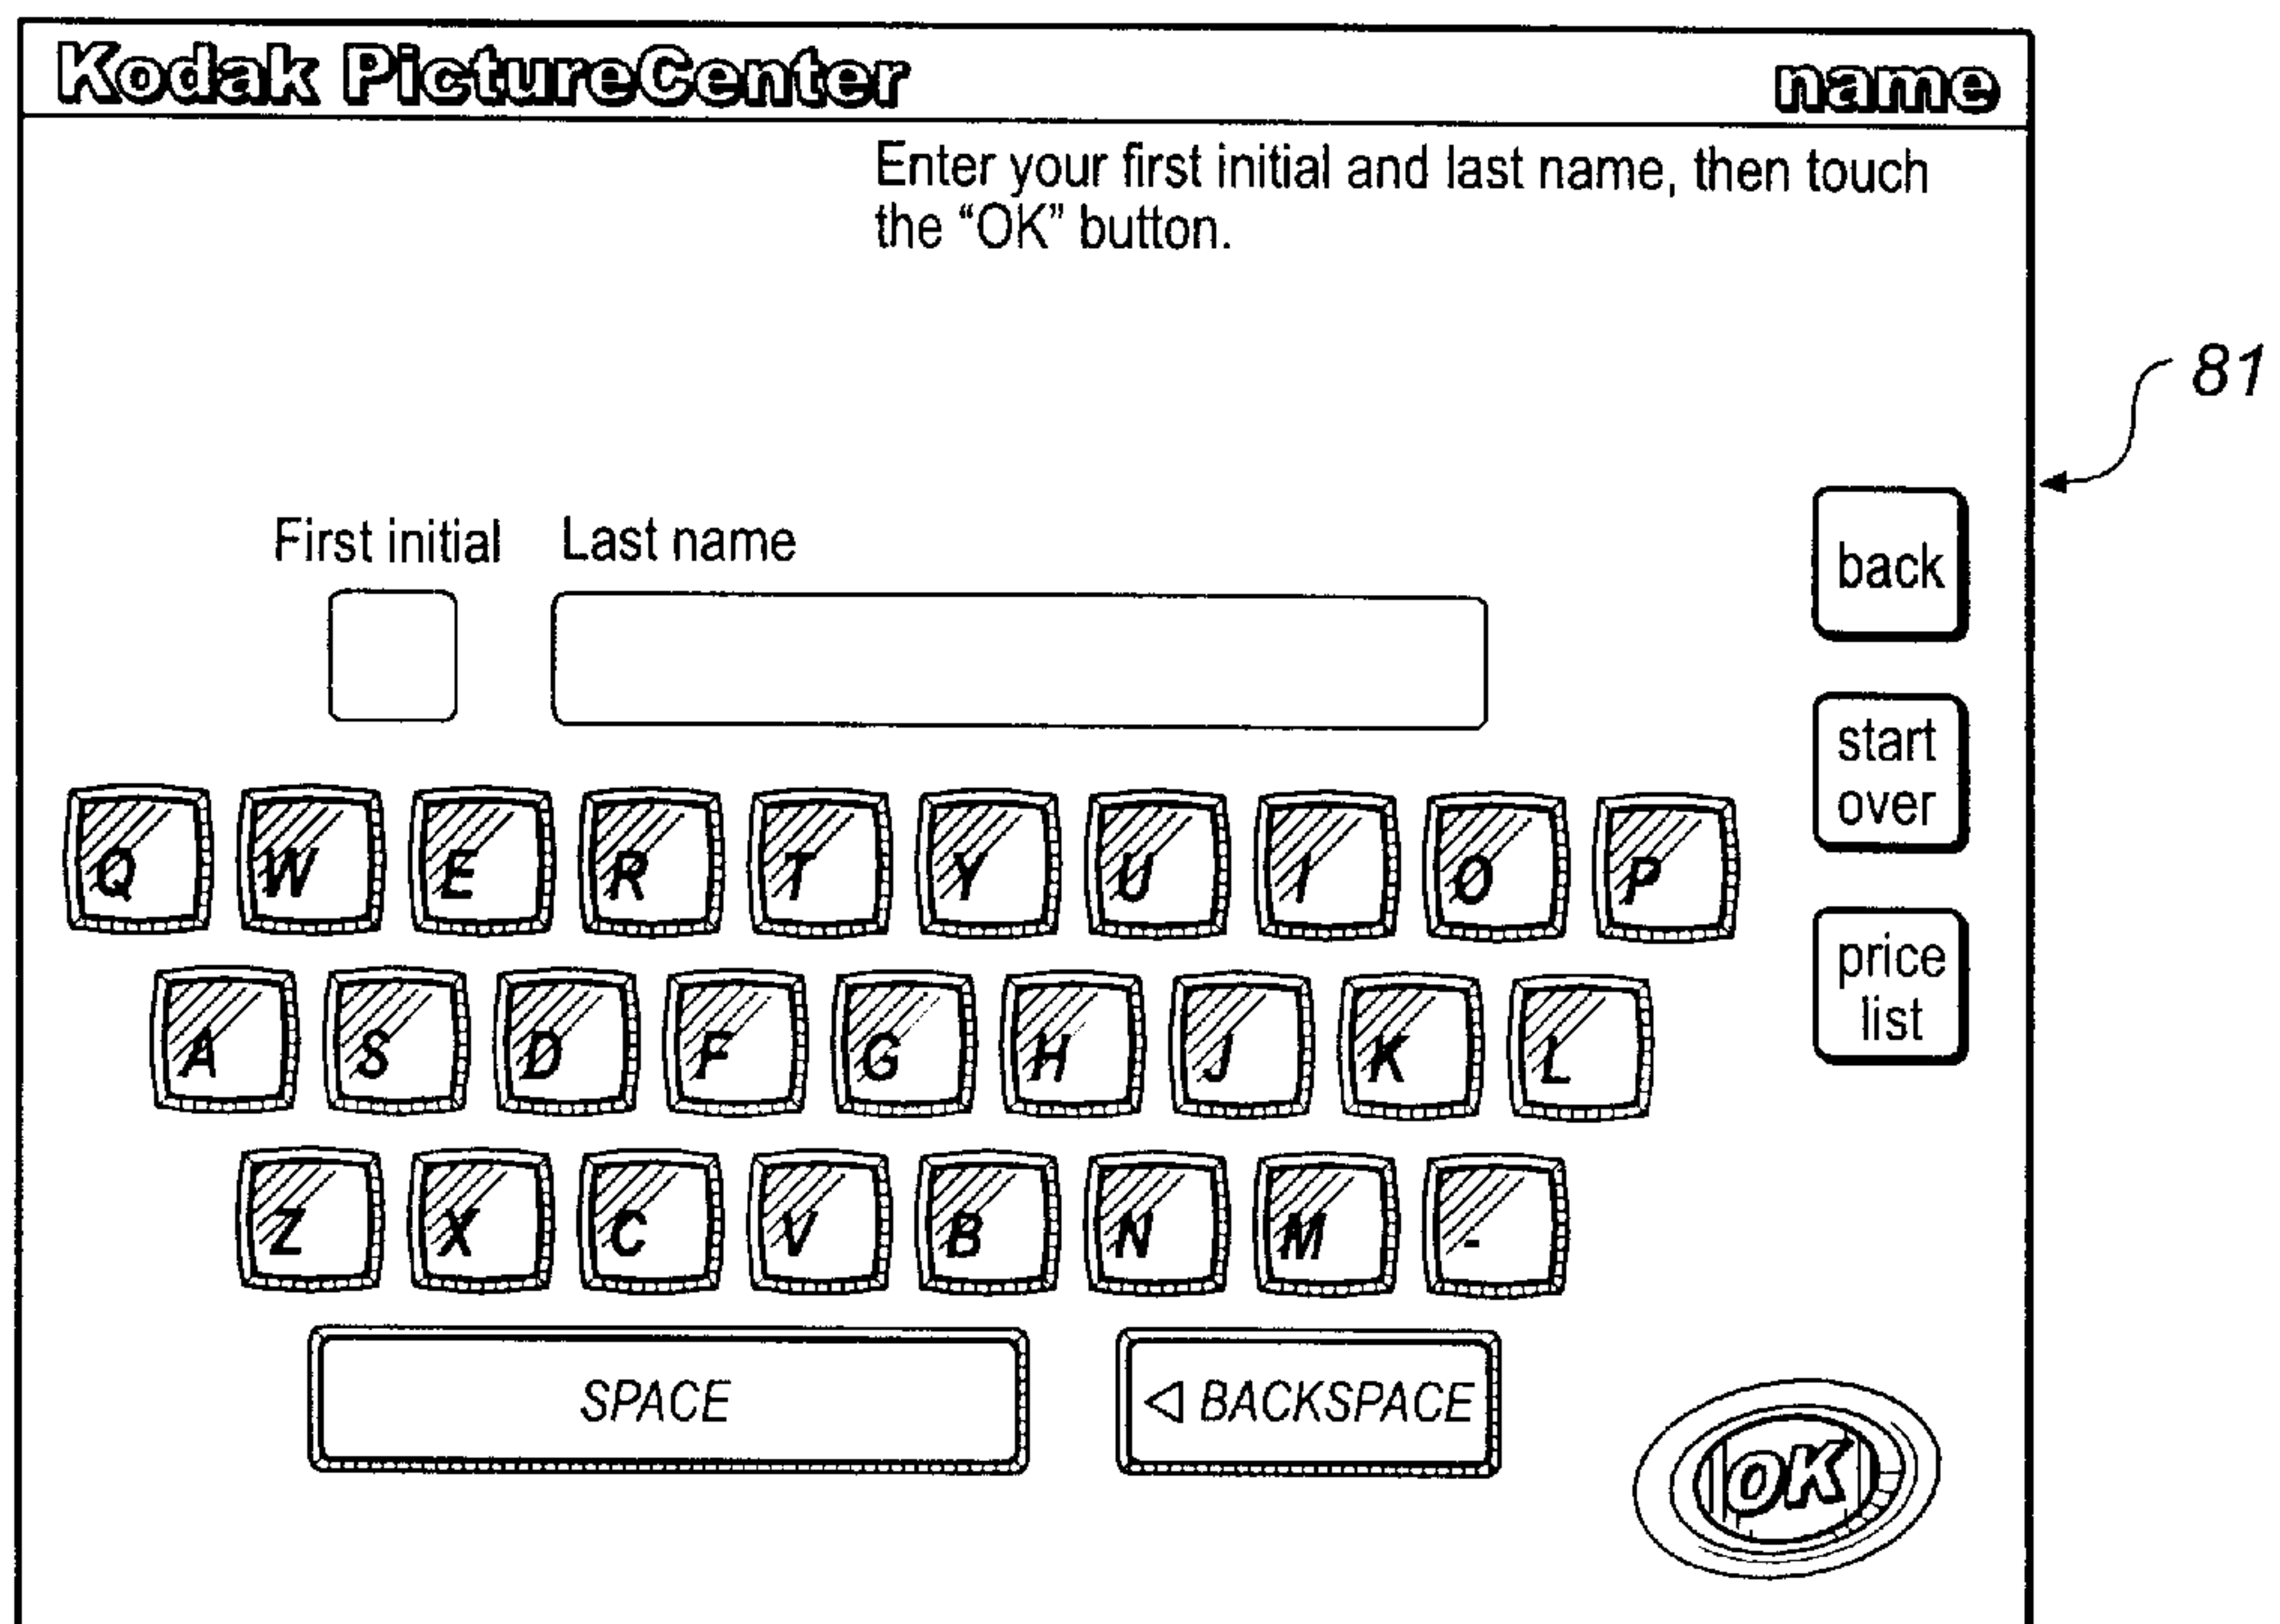 Kodak PictureCenter name
Enter your first initial and last name, then touch
the “OK” button.
81
First initial Last name
back
start
over
price
list
Q W E R T Y U I O P
A S D F G H J K L
Z X C V B N M -
SPACE ◁ BACKSPACE
OK